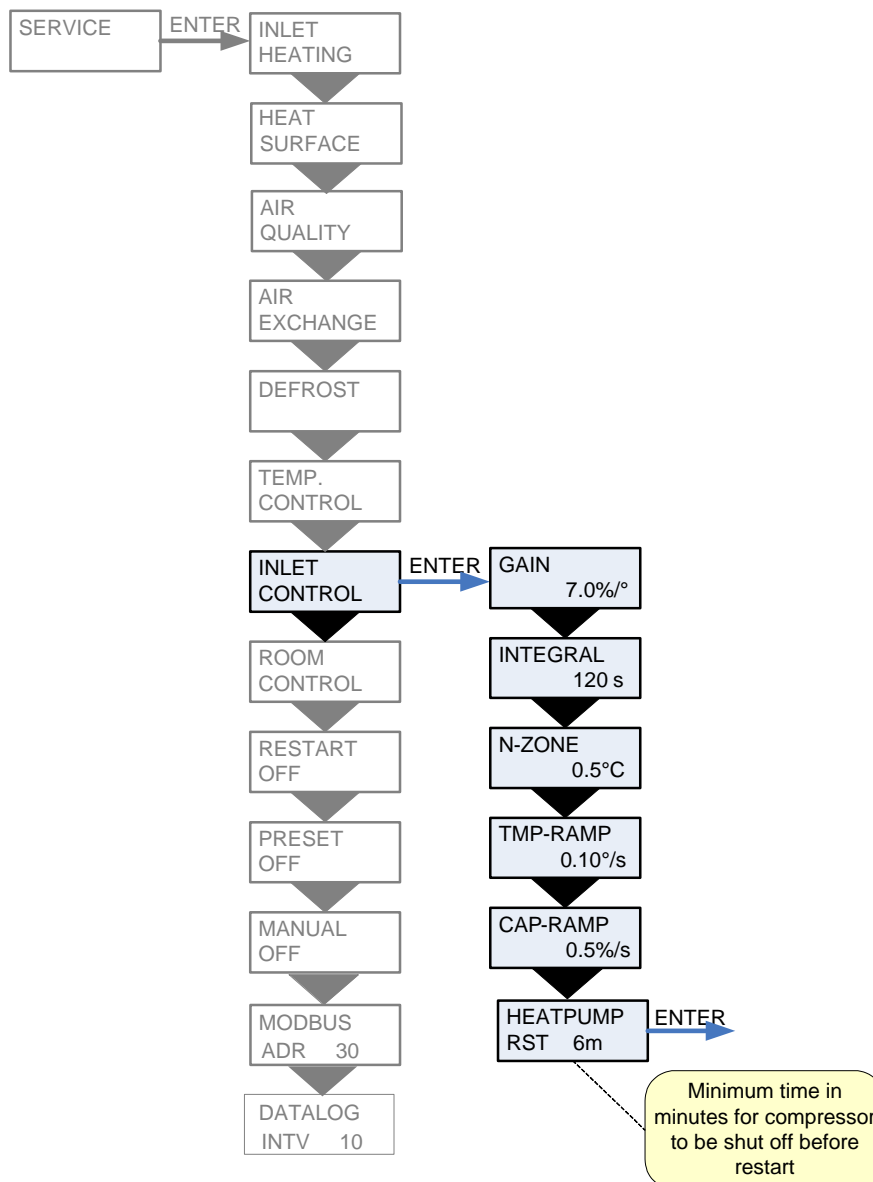 SERVICE
ENTER
INLET
HEATING
HEAT
SURFACE
AIR
QUALITY
AIR
EXCHANGE
DEFROST
TEMP.
CONTROL
INLET
CONTROL
ENTER
GAIN
7.0%/°
INTEGRAL
120 s
N-ZONE
0.5°C
TMP-RAMP
0.10°/s
CAP-RAMP
0.5%/s
HEATPUMP
RST 6m
ENTER
Minimum time in
minutes for compressor
to be shut off before
restart
ROOM
CONTROL
RESTART
OFF
PRESET
OFF
MANUAL
OFF
MODBUS
ADR 30
DATALOG
INTV 10